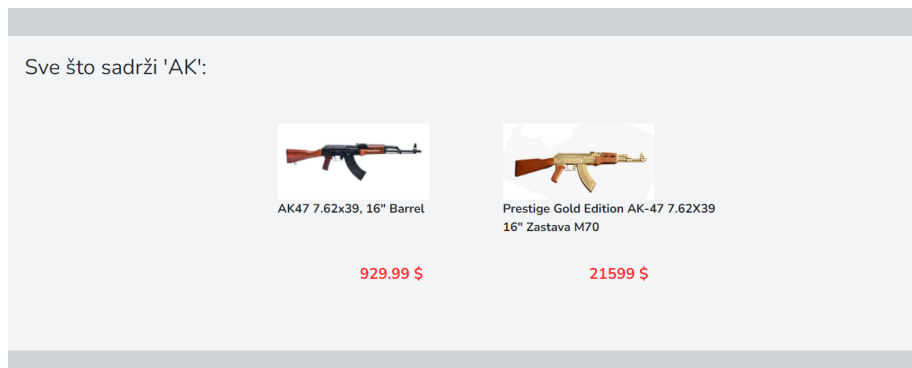 Sve što sadrži 'AK':
AK47 7.62x39, 16" Barrel
929.99 $
Prestige Gold Edition AK-47 7.62X39
16" Zastava M70
21599 $